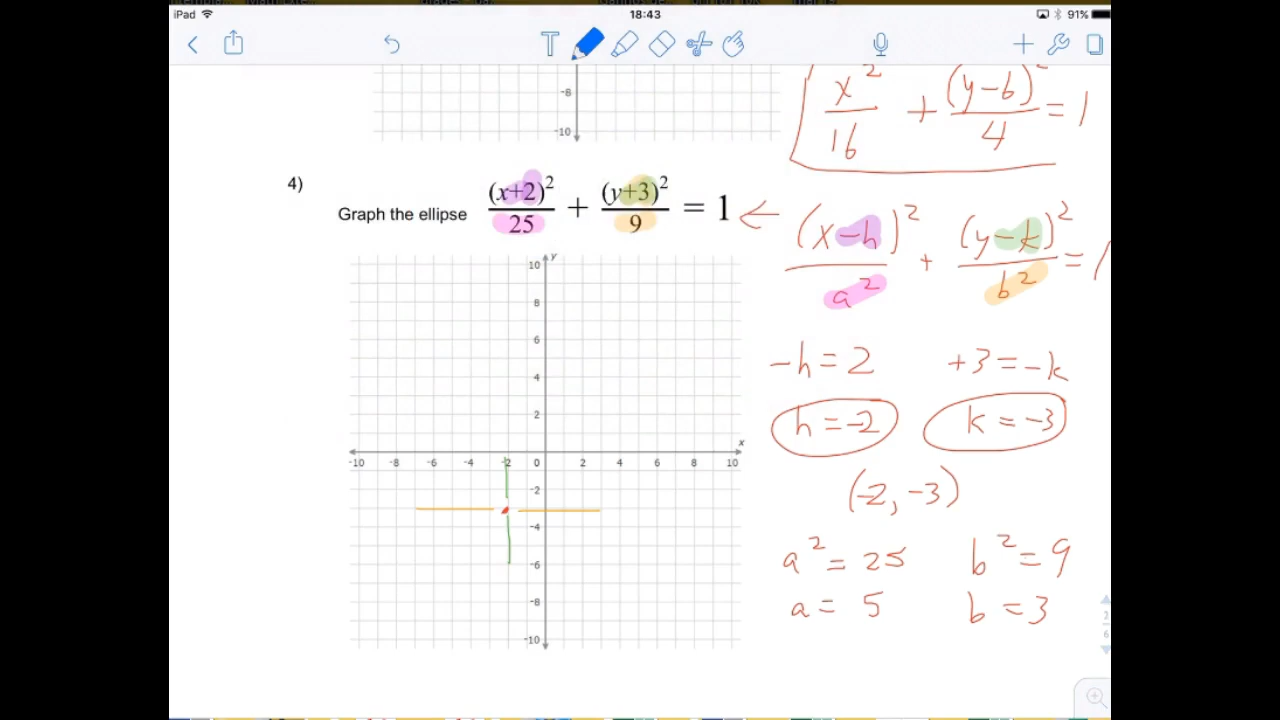 iPad 18:43 91%
T
-8
-10
x² / 16 + (y-6)² / 4 = 1
4)
Graph the ellipse (x+2)² / 25 + (y+3)² / 9 = 1 ← (x-h)² / a² + (y-k)² / b² = 1
y
10
8
6
4
2
x
-10 -8 -6 -4 -2 0 2 4 6 8 10
-2
-4
-6
-8
-10
-h = 2 +3 = -k
h = -2 k = -3
(-2, -3)
a² = 25 b² = 9
a = 5 b = 3